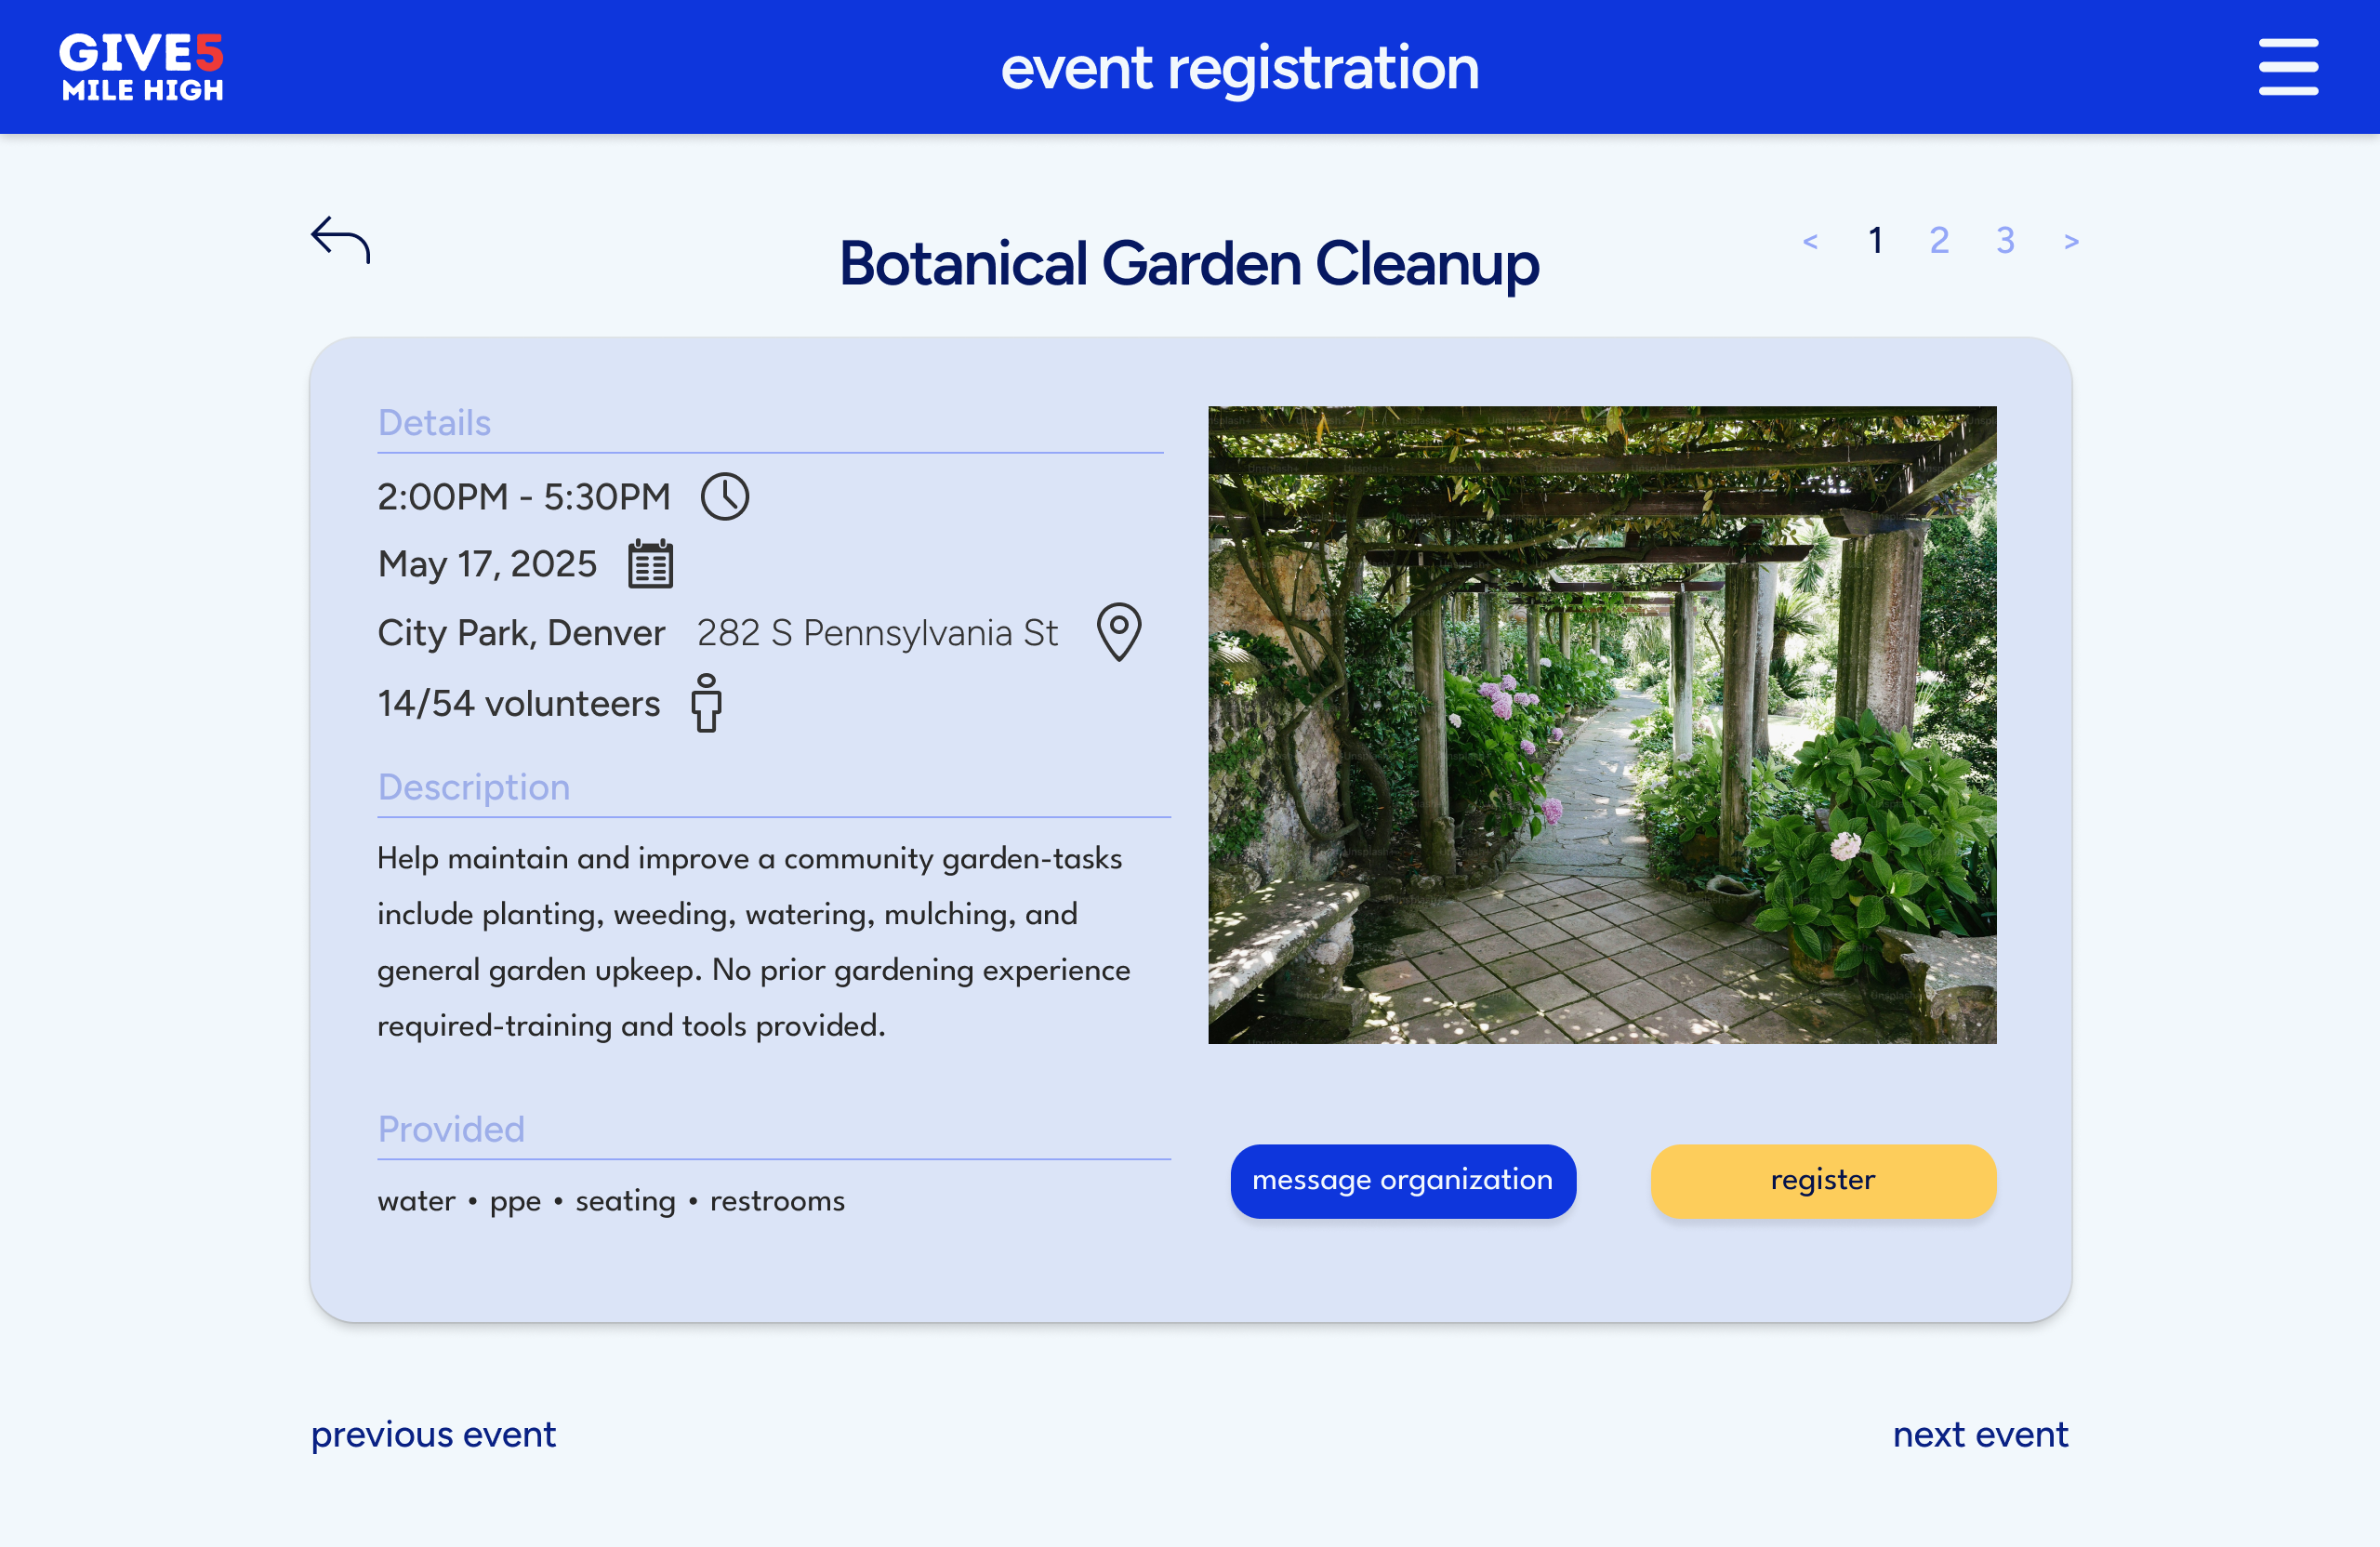 GIVE5
MILE HIGH
event registration
Botanical Garden Cleanup
< 1 2 3 >
Details
2:00PM - 5:30PM
May 17, 2025
City Park, Denver 282 S Pennsylvania St
14/54 volunteers
Description
Help maintain and improve a community garden-tasks
include planting, weeding, watering, mulching, and
general garden upkeep. No prior gardening experience
required-training and tools provided.
Provided
water • ppe • seating • restrooms
message organization
register
previous event
next event